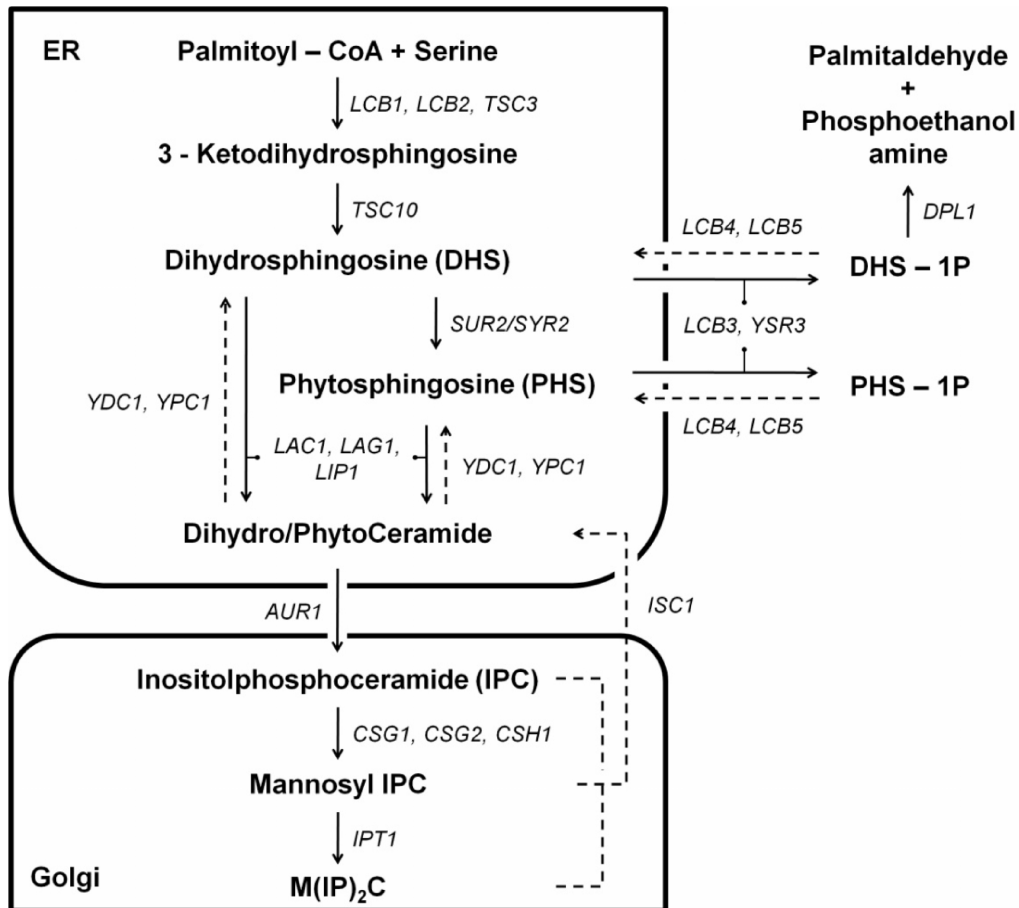 ER
Palmitoyl – CoA + Serine
LCB1, LCB2, TSC3
3 - Ketodihydrosphingosine
TSC10
Dihydrosphingosine (DHS)
SUR2/SYR2
Phytosphingosine (PHS)
YDC1, YPC1
LAC1, LAG1,
LIP1
YDC1, YPC1
Dihydro/PhytoCeramide
Palmitaldehyde
+
Phosphoethanol
amine
DPL1
LCB4, LCB5
DHS – 1P
LCB3, YSR3
PHS – 1P
LCB4, LCB5
AUR1
ISC1
Inositolphosphoceramide (IPC)
CSG1, CSG2, CSH1
Mannosyl IPC
IPT1
Golgi
M(IP)₂C